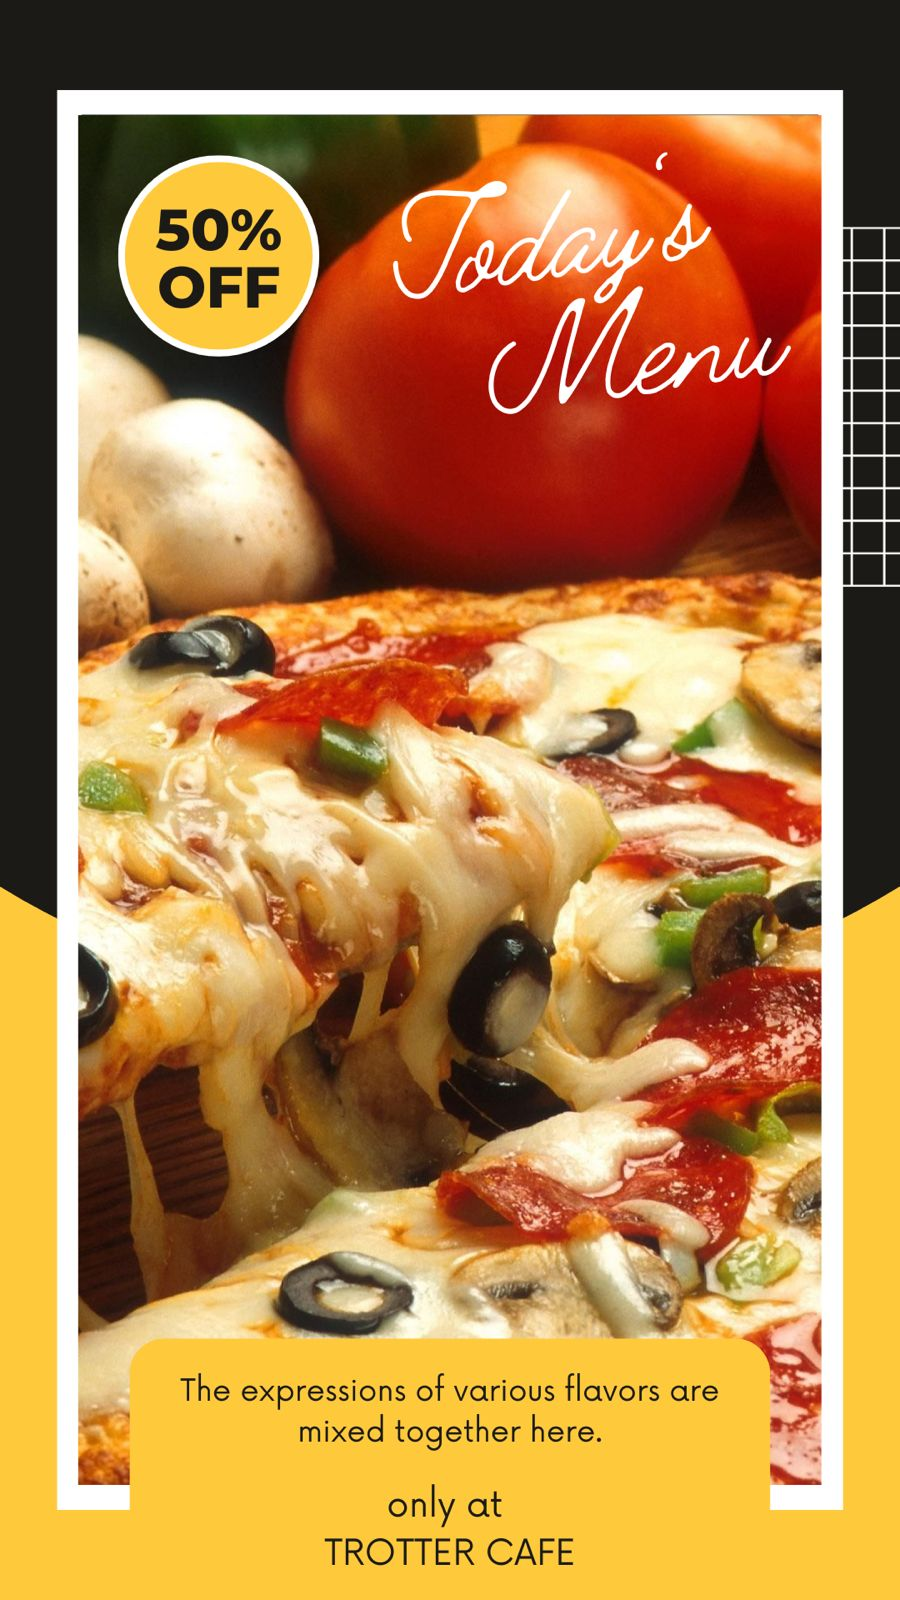 50%
OFF
Today's
Menu
The expressions of various flavors are
mixed together here.
only at
TROTTER CAFE